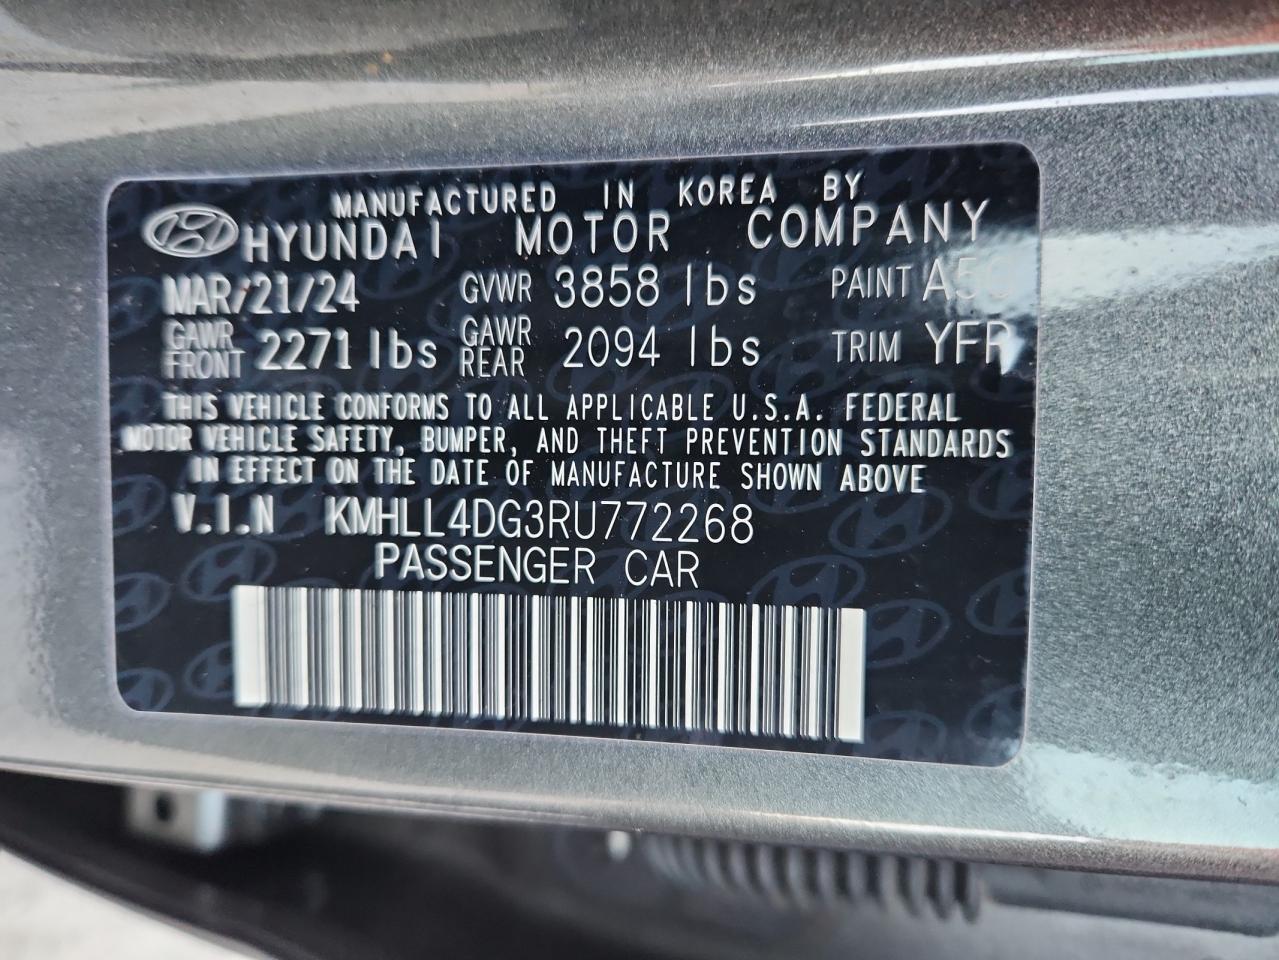 MANUFACTURED IN KOREA BY
HYUNDAI MOTOR COMPANY
MAR/21/24 GVWR 3858 lbs PAINT A5G
GAWR FRONT 2271 lbs GAWR REAR 2094 lbs TRIM YFR
THIS VEHICLE CONFORMS TO ALL APPLICABLE U.S.A. FEDERAL
MOTOR VEHICLE SAFETY, BUMPER, AND THEFT PREVENTION STANDARDS
IN EFFECT ON THE DATE OF MANUFACTURE SHOWN ABOVE
V.I.N KMHLL4DG3RU772268
PASSENGER CAR